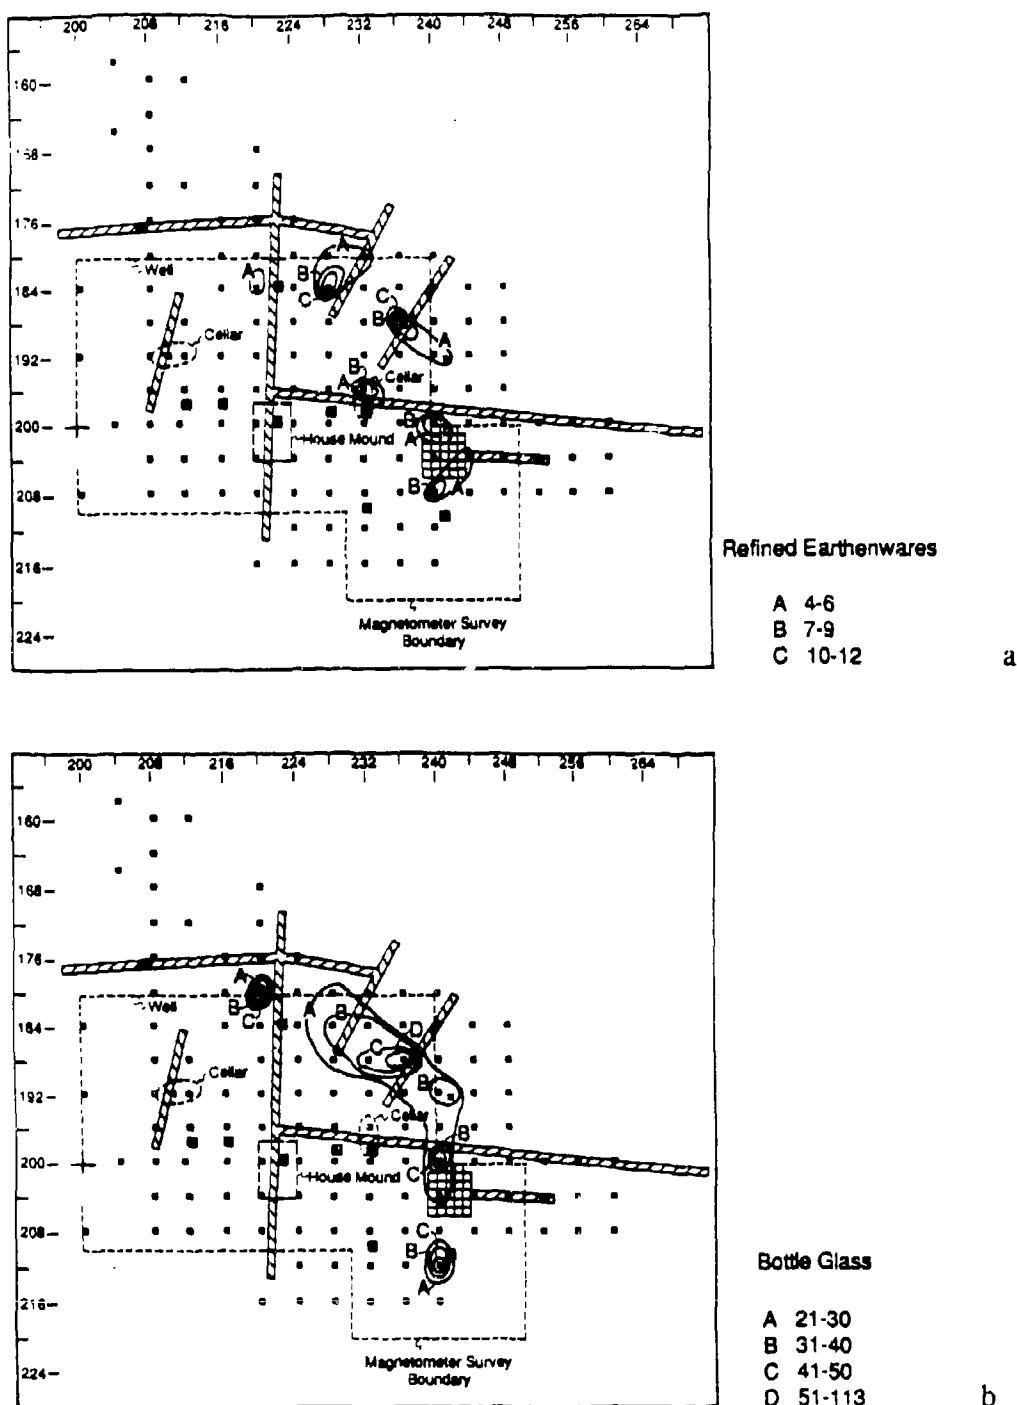 200 208 216 224 232 240 248 256 264
160
168
176
A
A
B
Well
C
184
C
B
A
Cellar
B
192
A
Cellar
B
200
A
House Mound
B
A
208
216
Magnetometer Survey
Boundary
224
Refined Earthenwares
A 4-6
B 7-9
C 10-12
a
200 208 216 224 232 240 248 256 264
160
168
176
A
Well
B
A
B
C
184
D
C
Cellar
B
192
Cellar
B
200
House Mound
C
208
C
B
A
216
Magnetometer Survey
Boundary
224
Bottle Glass
A 21-30
B 31-40
C 41-50
D 51-113
b